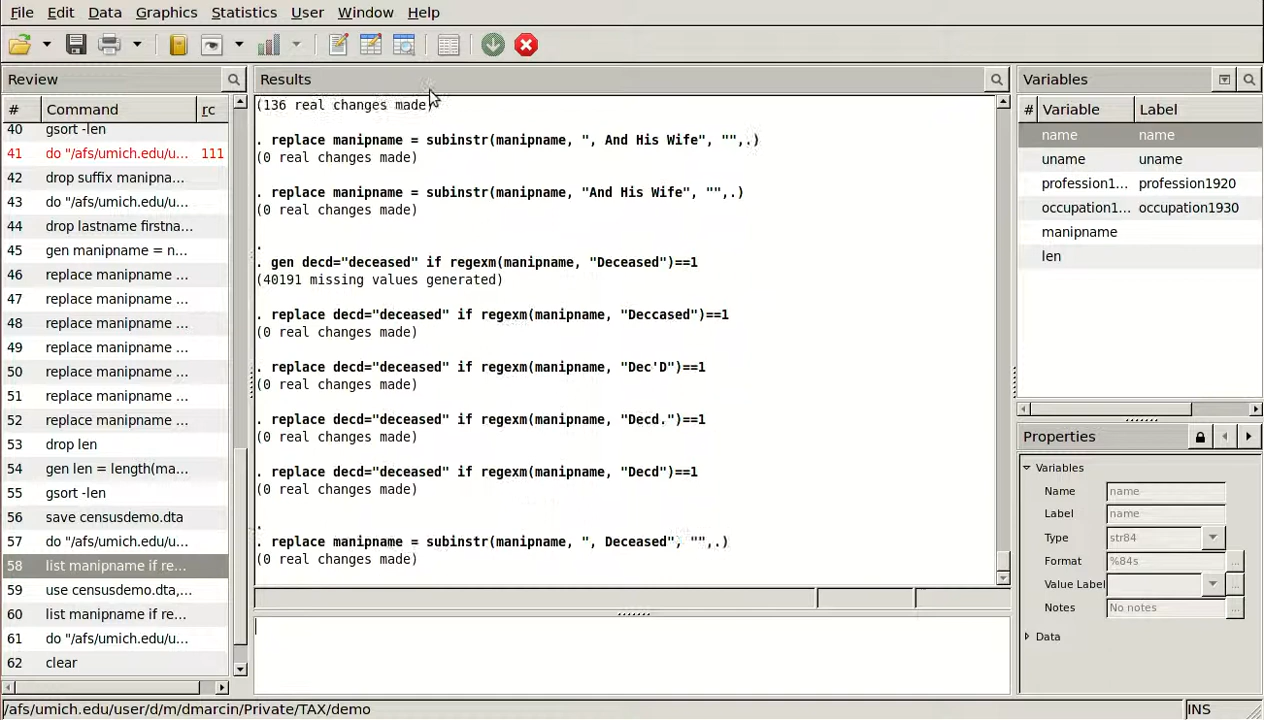 File Edit Data Graphics Statistics User Window Help
Review
# Command rc
40 gsort -len
41 do "/afs/umich.edu/u... 111
42 drop suffix manipna...
43 do "/afs/umich.edu/u...
44 drop lastname firstna...
45 gen manipname = n...
46 replace manipname ...
47 replace manipname ...
48 replace manipname ...
49 replace manipname ...
50 replace manipname ...
51 replace manipname ...
52 replace manipname ...
53 drop len
54 gen len = length(ma...
55 gsort -len
56 save censusdemo.dta
57 do "/afs/umich.edu/u...
58 list manipname if re...
59 use censusdemo.dta,...
60 list manipname if re...
61 do "/afs/umich.edu/u...
62 clear
Results
(136 real changes made)
. replace manipname = subinstr(manipname, ", And His Wife", "",.)
(0 real changes made)
. replace manipname = subinstr(manipname, "And His Wife", "",.)
(0 real changes made)
.
. gen decd="deceased" if regexm(manipname, "Deceased")==1
(40191 missing values generated)
. replace decd="deceased" if regexm(manipname, "Deccased")==1
(0 real changes made)
. replace decd="deceased" if regexm(manipname, "Dec'D")==1
(0 real changes made)
. replace decd="deceased" if regexm(manipname, "Decd.")==1
(0 real changes made)
. replace decd="deceased" if regexm(manipname, "Decd")==1
(0 real changes made)
.
. replace manipname = subinstr(manipname, ", Deceased", "",.)
(0 real changes made)
Variables
# Variable Label
name name
uname uname
profession1... profession1920
occupation1... occupation1930
manipname
len
Properties
Variables
Name name
Label name
Type str84
Format %84s
Value Label
Notes No notes
Data
/afs/umich.edu/user/d/m/dmarcin/Private/TAX/demo
INS